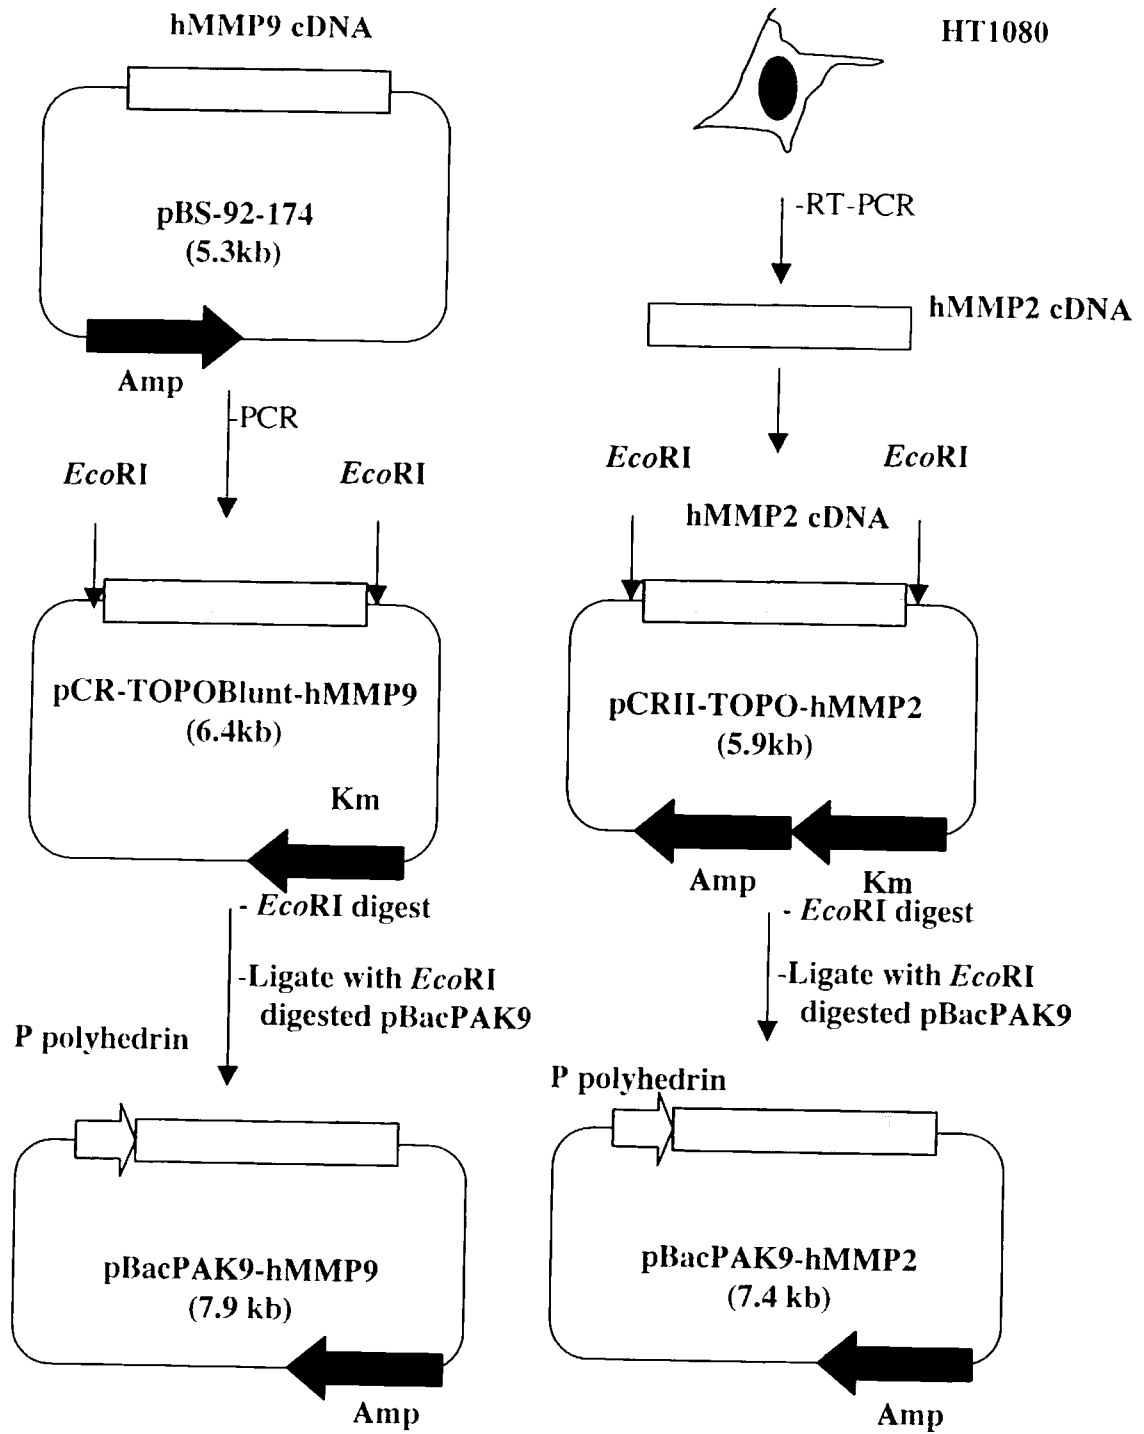 hMMP9 cDNA
HT1080
pBS-92-174
(5.3kb)
Amp
-RT-PCR
hMMP2 cDNA
-PCR
EcoRI
EcoRI
EcoRI
EcoRI
hMMP2 cDNA
pCR-TOPOBlunt-hMMP9
(6.4kb)
Km
pCRII-TOPO-hMMP2
(5.9kb)
Amp
Km
- EcoRI digest
-Ligate with EcoRI
digested pBacPAK9
- EcoRI digest
-Ligate with EcoRI
digested pBacPAK9
P polyhedrin
pBacPAK9-hMMP9
(7.9 kb)
Amp
P polyhedrin
pBacPAK9-hMMP2
(7.4 kb)
Amp